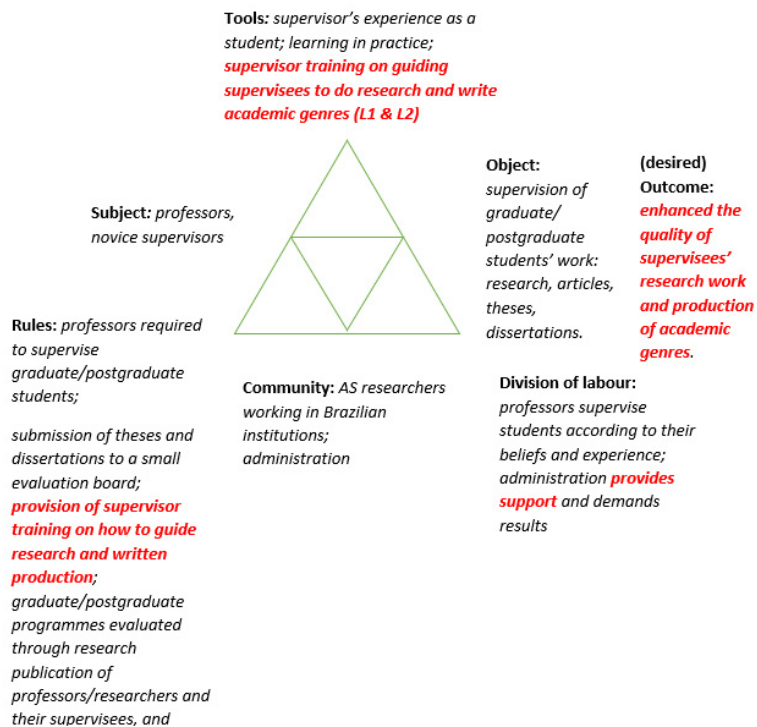 Tools: supervisor's experience as a
student; learning in practice;
supervisor training on guiding
supervisees to do research and write
academic genres (L1 & L2)
Subject: professors,
novice supervisors
Object:
supervision of
graduate/
postgraduate
students' work:
research, articles,
theses,
dissertations.
(desired)
Outcome:
enhanced the
quality of
supervisees'
research work
and production
of academic
genres.
Rules: professors required
to supervise
graduate/postgraduate
students;
submission of theses and
dissertations to a small
evaluation board;
provision of supervisor
training on how to guide
research and written
production;
graduate/postgraduate
programmes evaluated
through research
publication of
professors/researchers and
their supervisees, and
Community: AS researchers
working in Brazilian
institutions;
administration
Division of labour:
professors supervise
students according to their
beliefs and experience;
administration provides
support and demands
results